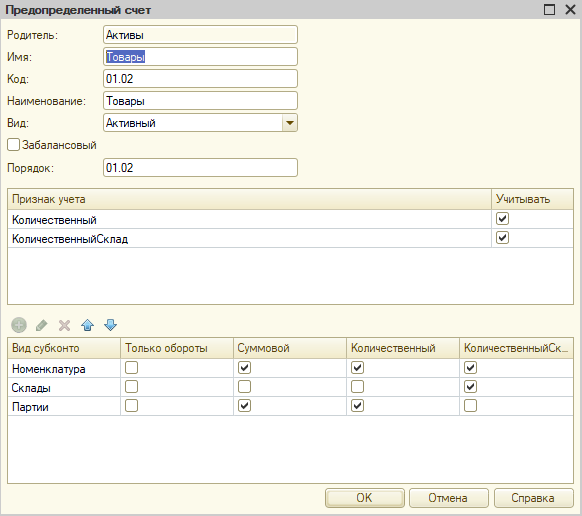 Предопределенный счет
Родитель: Активы
Имя: Товары
Код: 01.02
Наименование: Товары
Вид: Активный
Забалансовый
Порядок: 01.02
Признак учета Учитывать
Количественный
КоличественныйСклад
Вид субконто Только обороты Суммовой Количественный КоличественныйСк...
Номенклатура
Склады
Партии
OK Отмена Справка